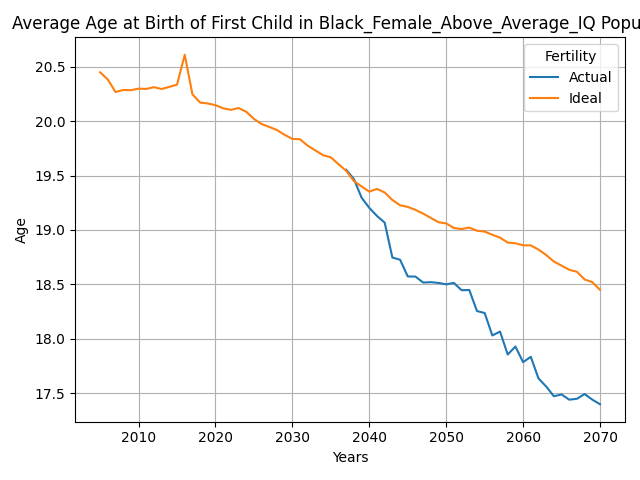 Average Age at Birth of First Child in Black_Female_Above_Average_IQ Popu
Fertility
Actual
Ideal
20.5
20.0
19.5
19.0
18.5
18.0
17.5
Age
2010 2020 2030 2040 2050 2060 2070
Years